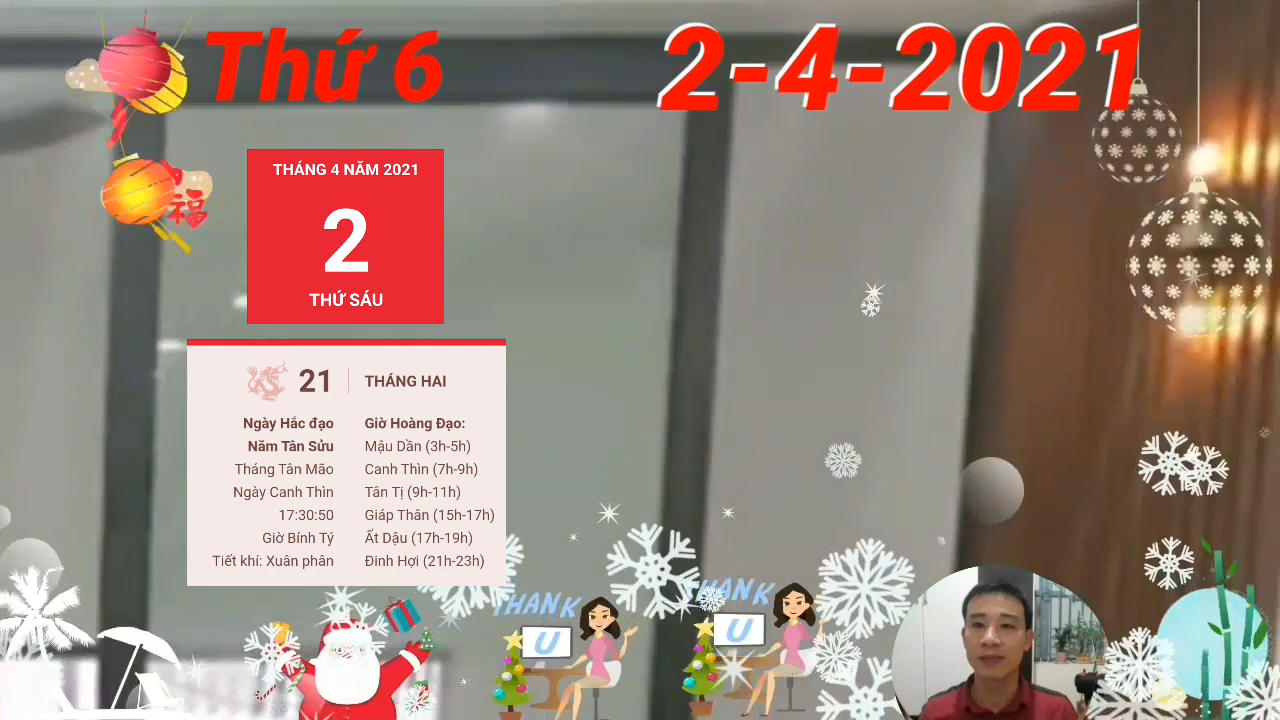 Thứ 6
2-4-2021
福
THÁNG 4 NĂM 2021
2
THỨ SÁU
21
THÁNG HAI
Ngày Hắc đạo
Năm Tân Sửu
Tháng Tân Mão
Ngày Canh Thìn
17:30:50
Giờ Bính Tý
Tiết khí: Xuân phân
Giờ Hoàng Đạo:
Mậu Dần (3h-5h)
Canh Thìn (7h-9h)
Tân Tị (9h-11h)
Giáp Thân (15h-17h)
Ất Dậu (17h-19h)
Đinh Hợi (21h-23h)
THANK
U
THANK
U